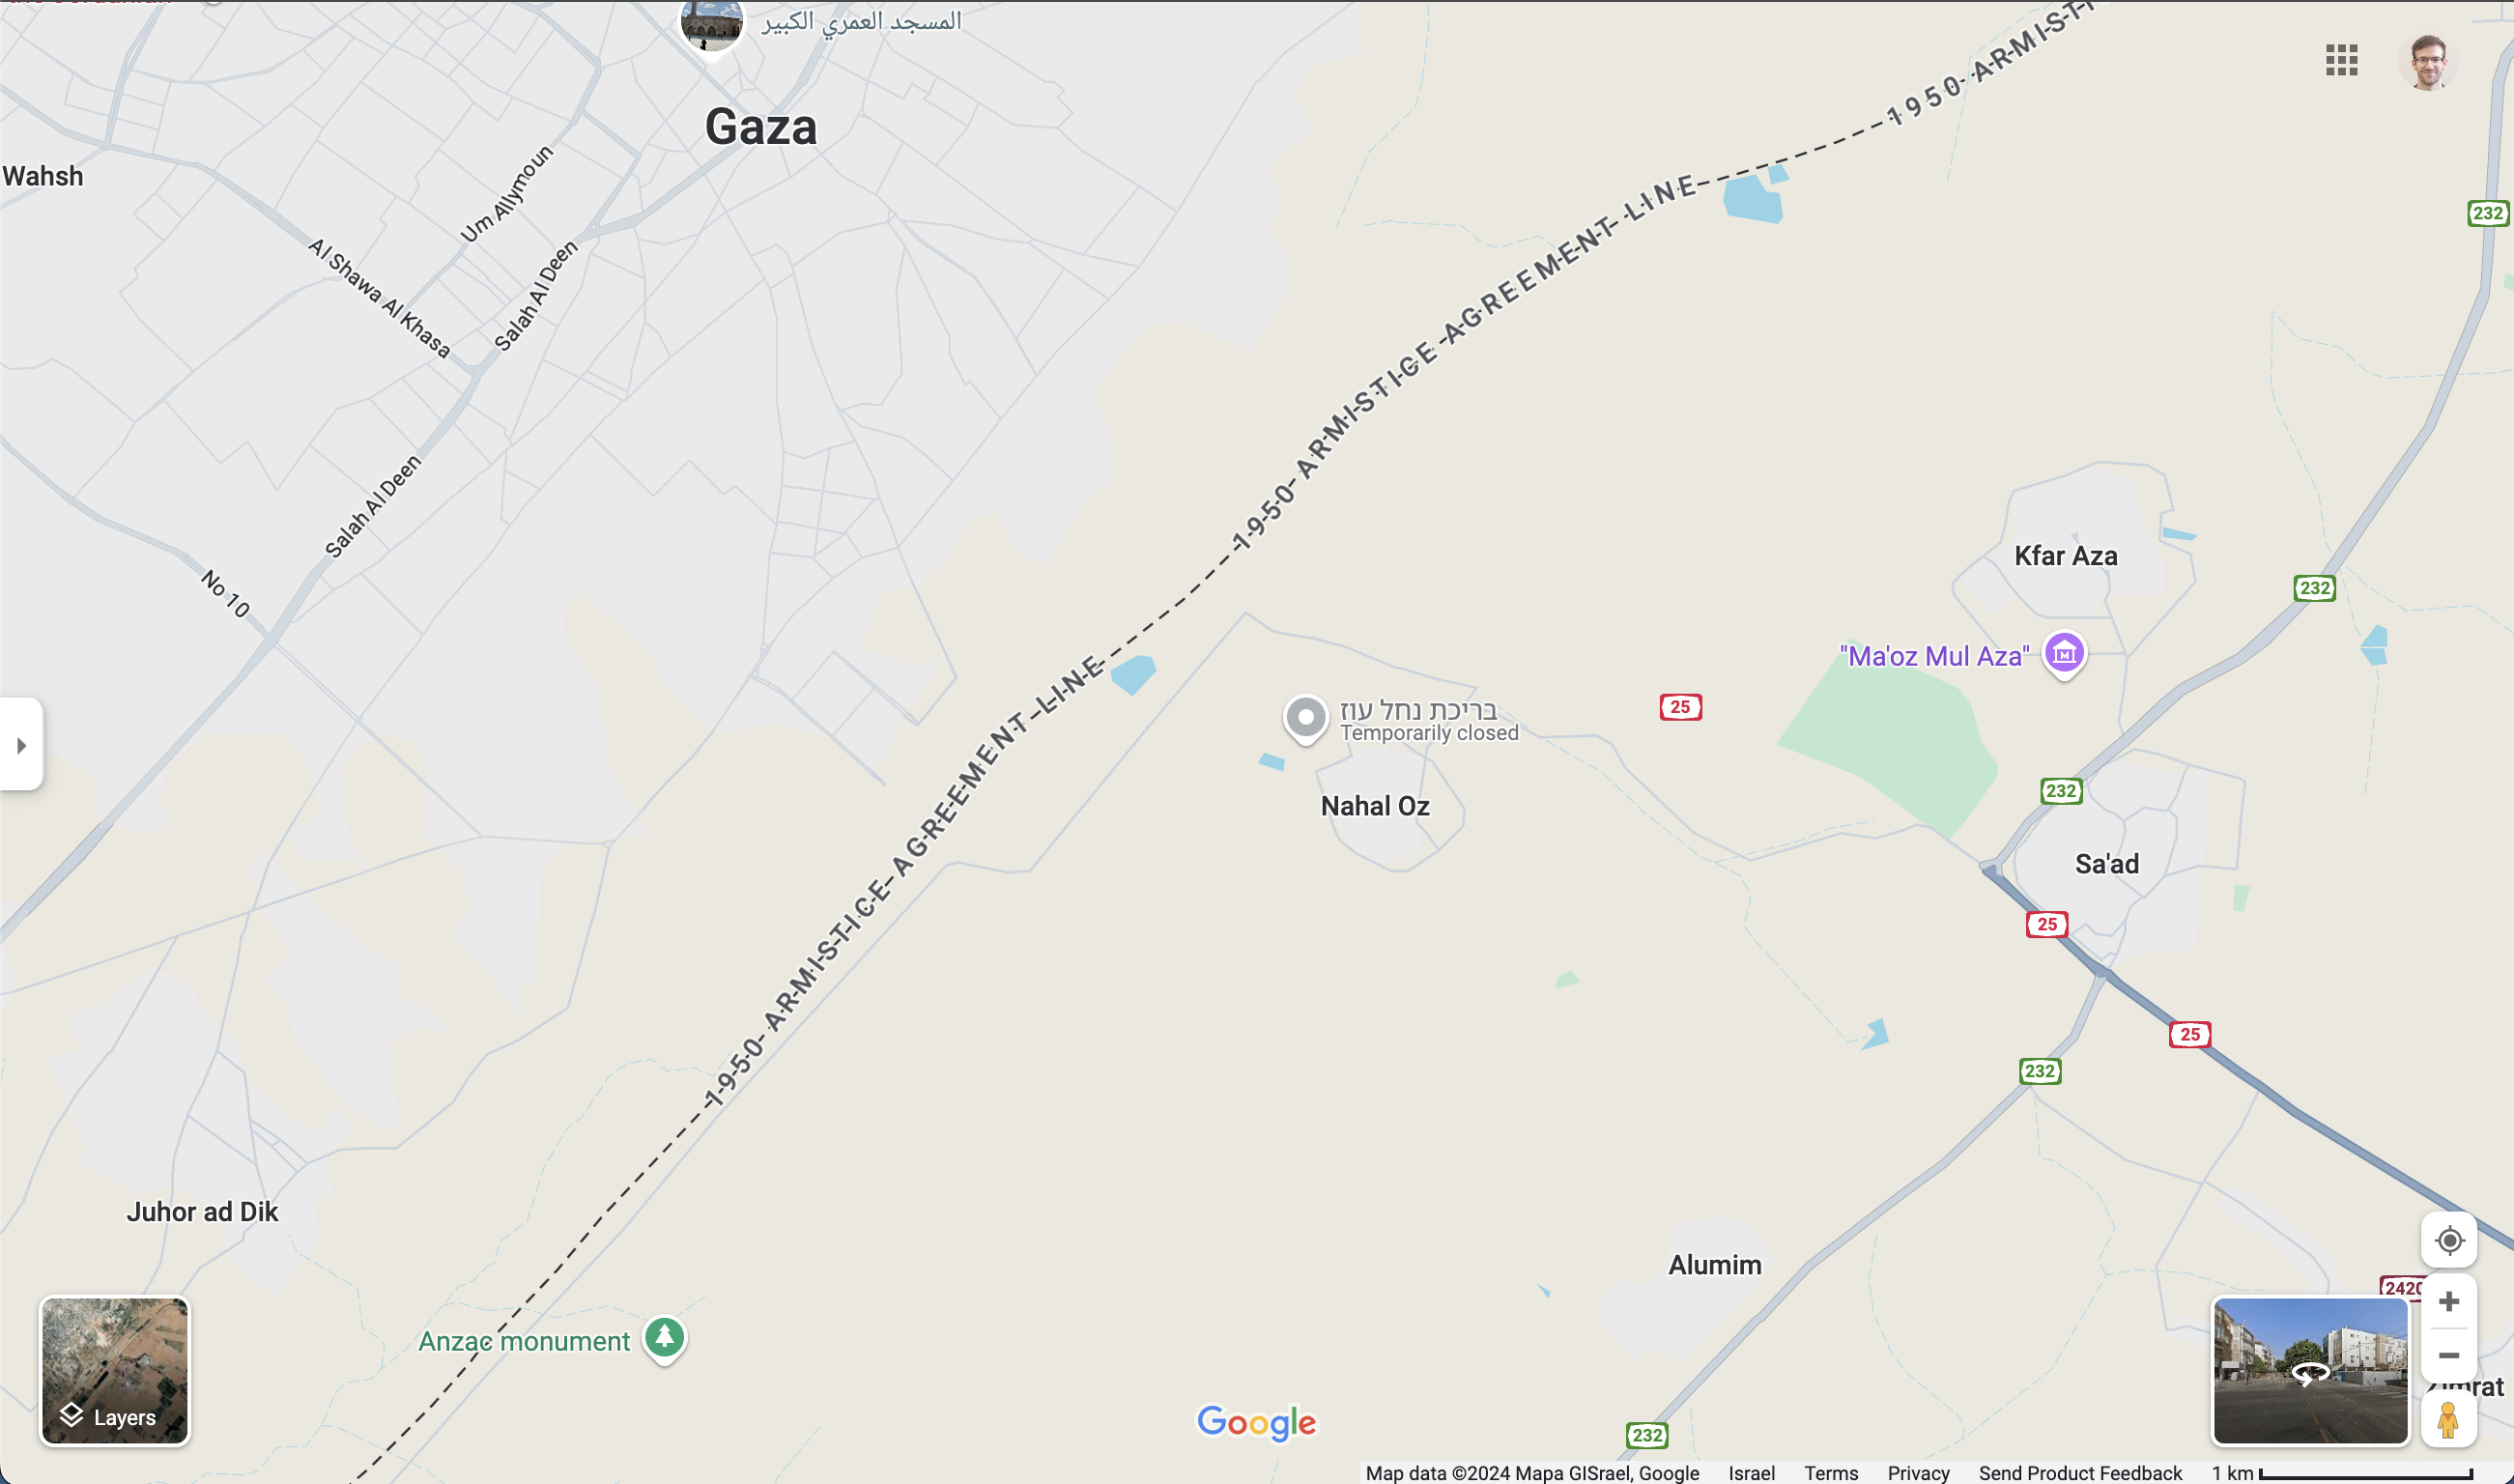 المسجد العمري الكبير
Gaza
Wahsh
Um Allymoun
Al Shawa Al Khasa
Salah Al Deen
Salah Al Deen
No 10
1950 ARMISTI
1950 ARMISTICE AGREEMENT LINE
1950 ARMISTICE AGREEMENT LINE
232
Kfar Aza
232
"Ma'oz Mul Aza"
25
בריכת נחל עוז
Temporarily closed
Nahal Oz
232
Sa'ad
25
25
232
Juhor ad Dik
Alumim
2420
Anzac monument
Layers
Google
232
Map data ©2024 Mapa GISrael, Google
Israel
Terms
Privacy
Send Product Feedback
1 km